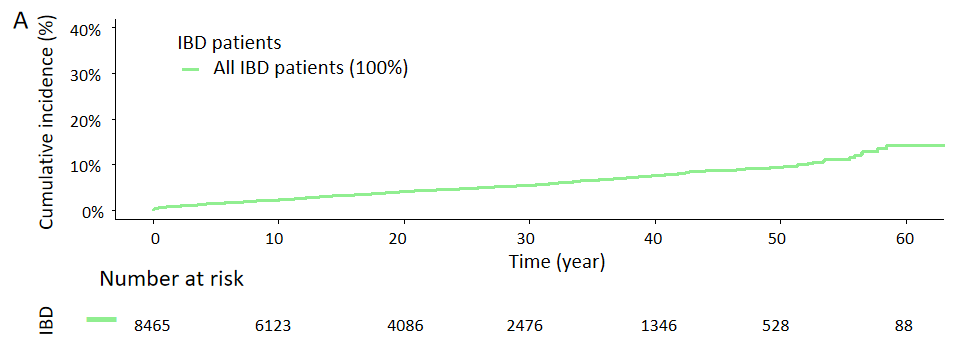 A
Cumulative incidence (%)
40%
30%
20%
10%
0%
IBD patients
All IBD patients (100%)
0 10 20 30 40 50 60
Time (year)
Number at risk
IBD
8465 6123 4086 2476 1346 528 88